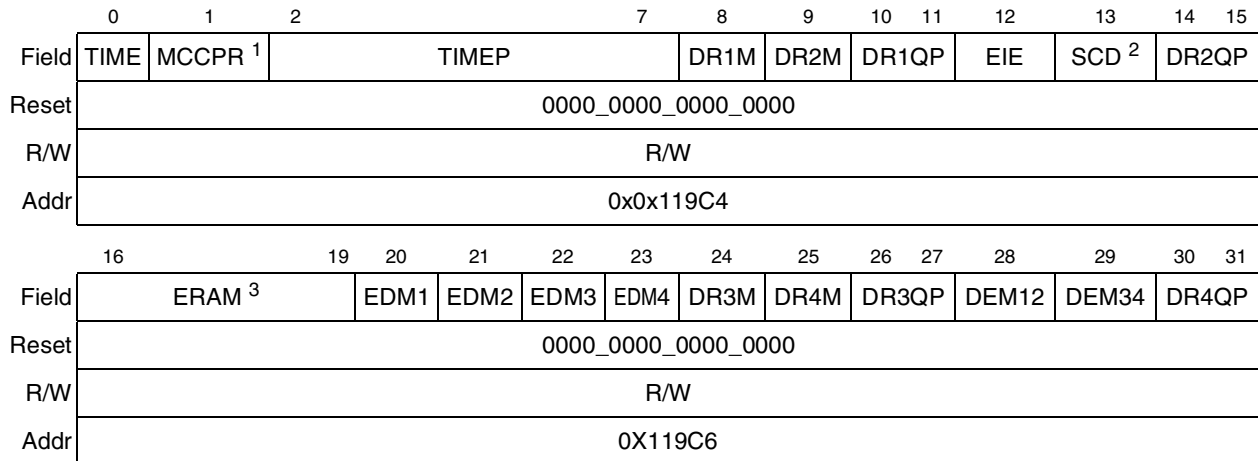 0 1 2 7 8 9 10 11 12 13 14 15
Field TIME MCCPR 1 TIMEP DR1M DR2M DR1QP EIE SCD 2 DR2QP
Reset 0000_0000_0000_0000
R/W R/W
Addr 0x0x119C4
16 19 20 21 22 23 24 25 26 27 28 29 30 31
Field ERAM 3 EDM1 EDM2 EDM3 EDM4 DR3M DR4M DR3QP DEM12 DEM34 DR4QP
Reset 0000_0000_0000_0000
R/W R/W
Addr 0X119C6